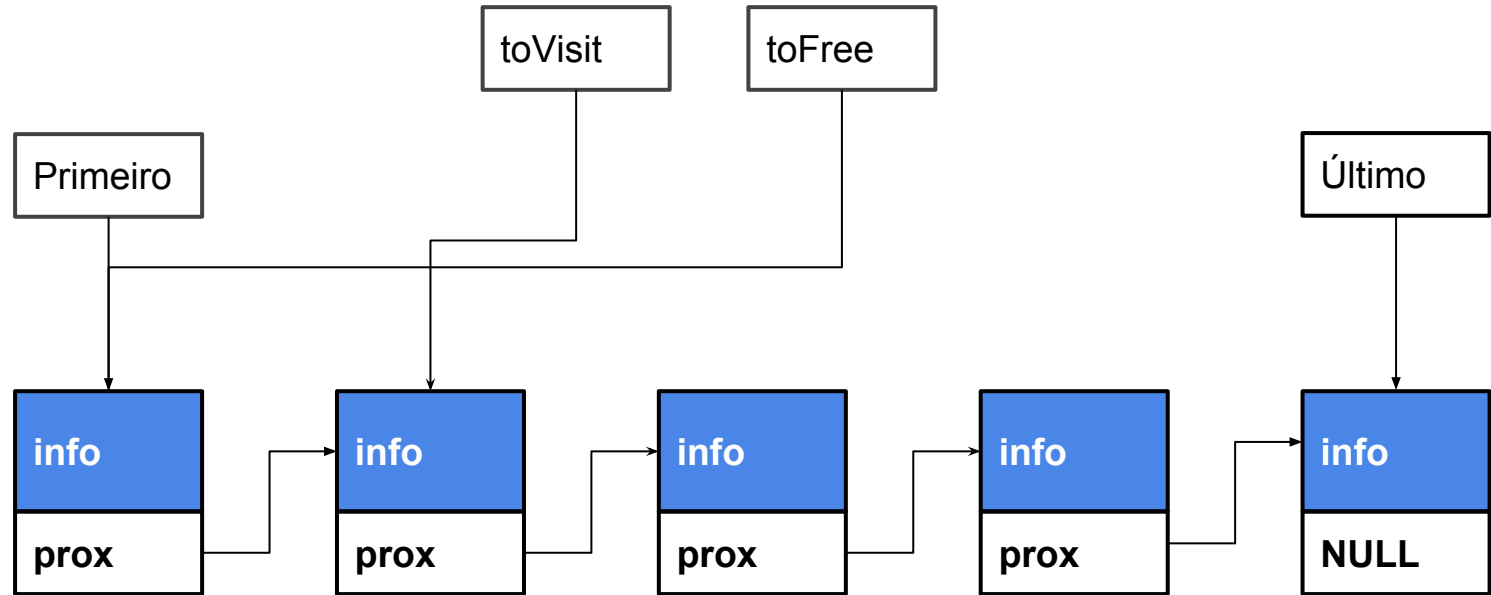 toVisit
toFree
Primeiro
Último
info
info
info
info
info
prox
prox
prox
prox
NULL